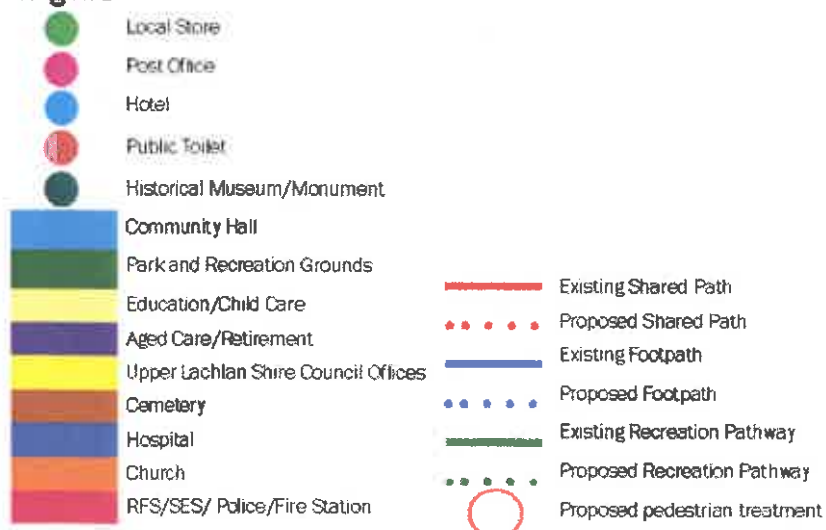 Local Store
Post Office
Hotel
Public Toilet
Historical Museum/Monument
Community Hall
Park and Recreation Grounds
Education/Child Care
Aged Care/Retirement
Upper Lachlan Shire Council Offices
Cemetery
Hospital
Church
RFS/SES/ Police/Fire Station
Existing Shared Path
Proposed Shared Path
Existing Footpath
Proposed Footpath
Existing Recreation Pathway
Proposed Recreation Pathway
Proposed pedestrian treatment